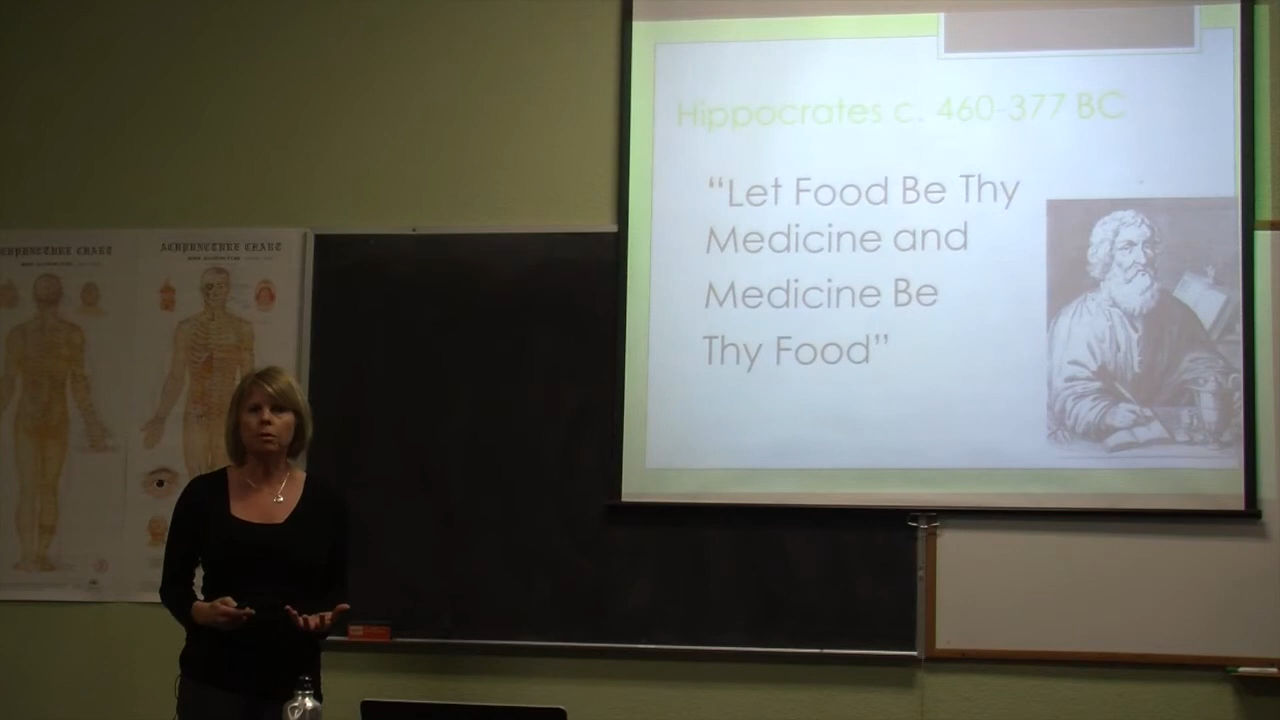 Hippocrates c. 460-377 BC
“Let Food Be Thy
Medicine and
Medicine Be
Thy Food”
ACUPUNCTURE CHART
ACUPUNCTURE CHART